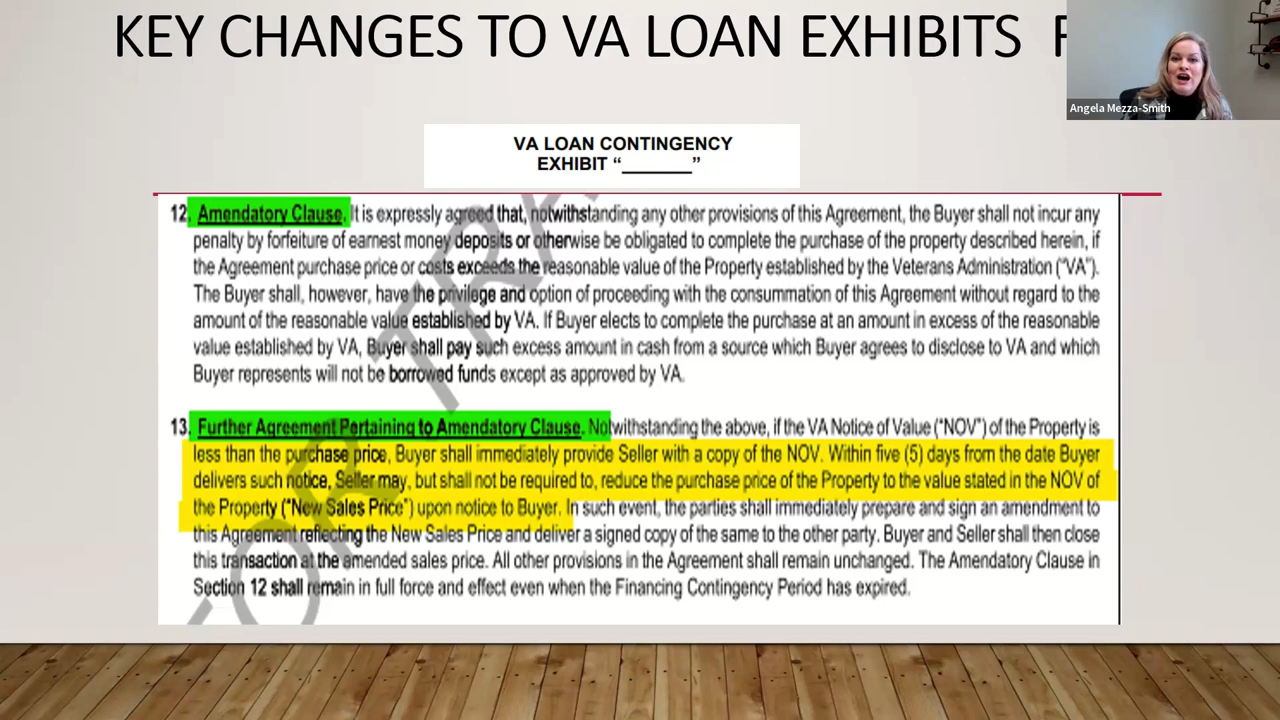 KEY CHANGES TO VA LOAN EXHIBITS
Angela Mezza-Smith
VA LOAN CONTINGENCY
EXHIBIT “_______”
12. Amendatory Clause. It is expressly agreed that, notwithstanding any other provisions of this Agreement, the Buyer shall not incur any
penalty by forfeiture of earnest money deposits or otherwise be obligated to complete the purchase of the property described herein, if
the Agreement purchase price or costs exceeds the reasonable value of the Property established by the Veterans Administration (“VA”).
The Buyer shall, however, have the privilege and option of proceeding with the consummation of this Agreement without regard to the
amount of the reasonable value established by VA. If Buyer elects to complete the purchase at an amount in excess of the reasonable
value established by VA, Buyer shall pay such excess amount in cash from a source which Buyer agrees to disclose to VA and which
Buyer represents will not be borrowed funds except as approved by VA.
13. Further Agreement Pertaining to Amendatory Clause. Notwithstanding the above, if the VA Notice of Value (“NOV”) of the Property is
less than the purchase price, Buyer shall immediately provide Seller with a copy of the NOV. Within five (5) days from the date Buyer
delivers such notice, Seller may, but shall not be required to, reduce the purchase price of the Property to the value stated in the NOV of
the Property (“New Sales Price”) upon notice to Buyer. In such event, the parties shall immediately prepare and sign an amendment to
this Agreement reflecting the New Sales Price and deliver a signed copy of the same to the other party. Buyer and Seller shall then close
this transaction at the amended sales price. All other provisions in the Agreement shall remain unchanged. The Amendatory Clause in
Section 12 shall remain in full force and effect even when the Financing Contingency Period has expired.
FOR TRA